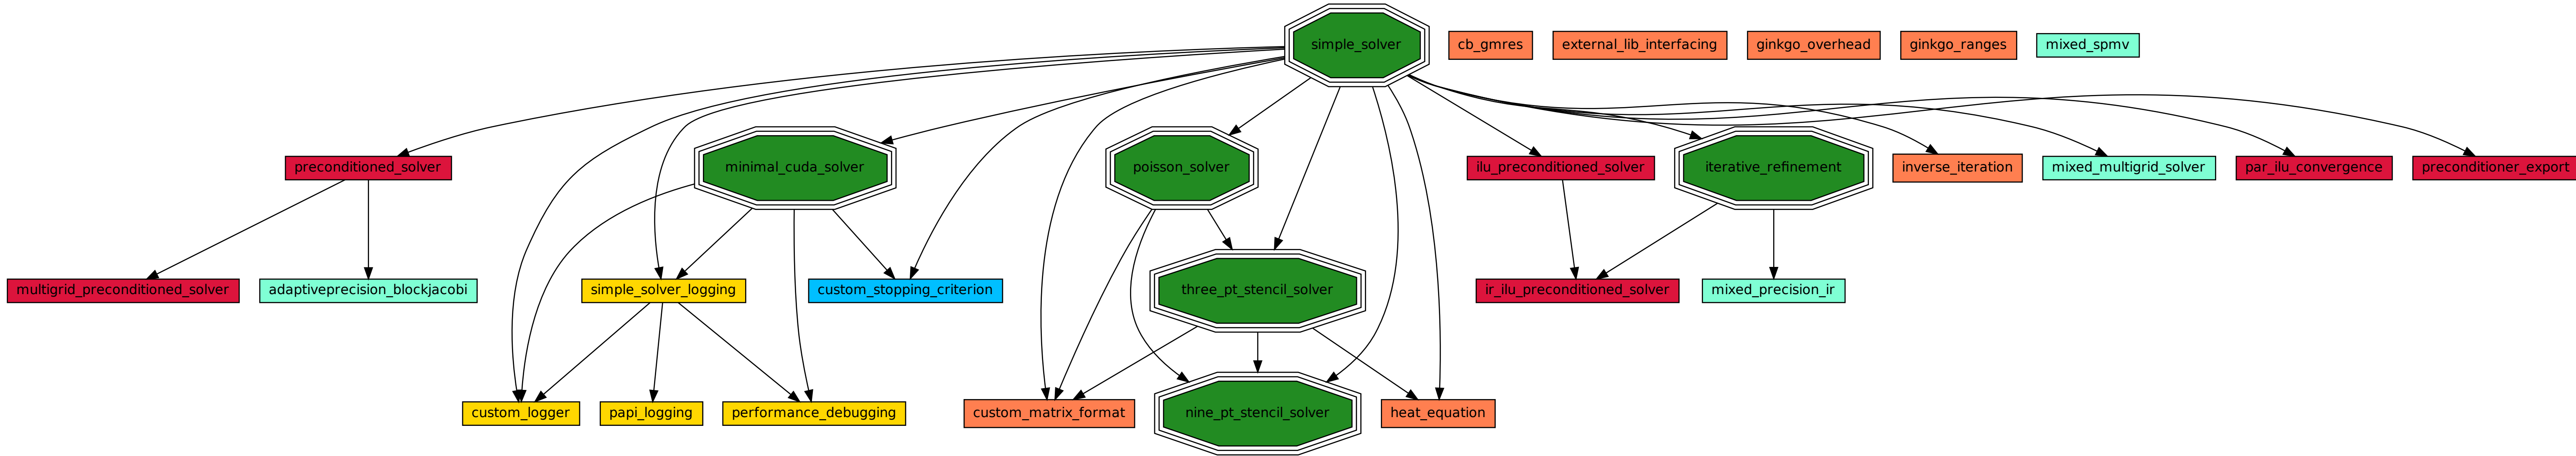 simple_solver
cb_gmres
external_lib_interfacing
ginkgo_overhead
ginkgo_ranges
mixed_spmv
preconditioned_solver
minimal_cuda_solver
poisson_solver
ilu_preconditioned_solver
iterative_refinement
inverse_iteration
mixed_multigrid_solver
par_ilu_convergence
preconditioner_export
multigrid_preconditioned_solver
adaptiveprecision_blockjacobi
simple_solver_logging
custom_stopping_criterion
three_pt_stencil_solver
ir_ilu_preconditioned_solver
mixed_precision_ir
custom_logger
papi_logging
performance_debugging
custom_matrix_format
nine_pt_stencil_solver
heat_equation